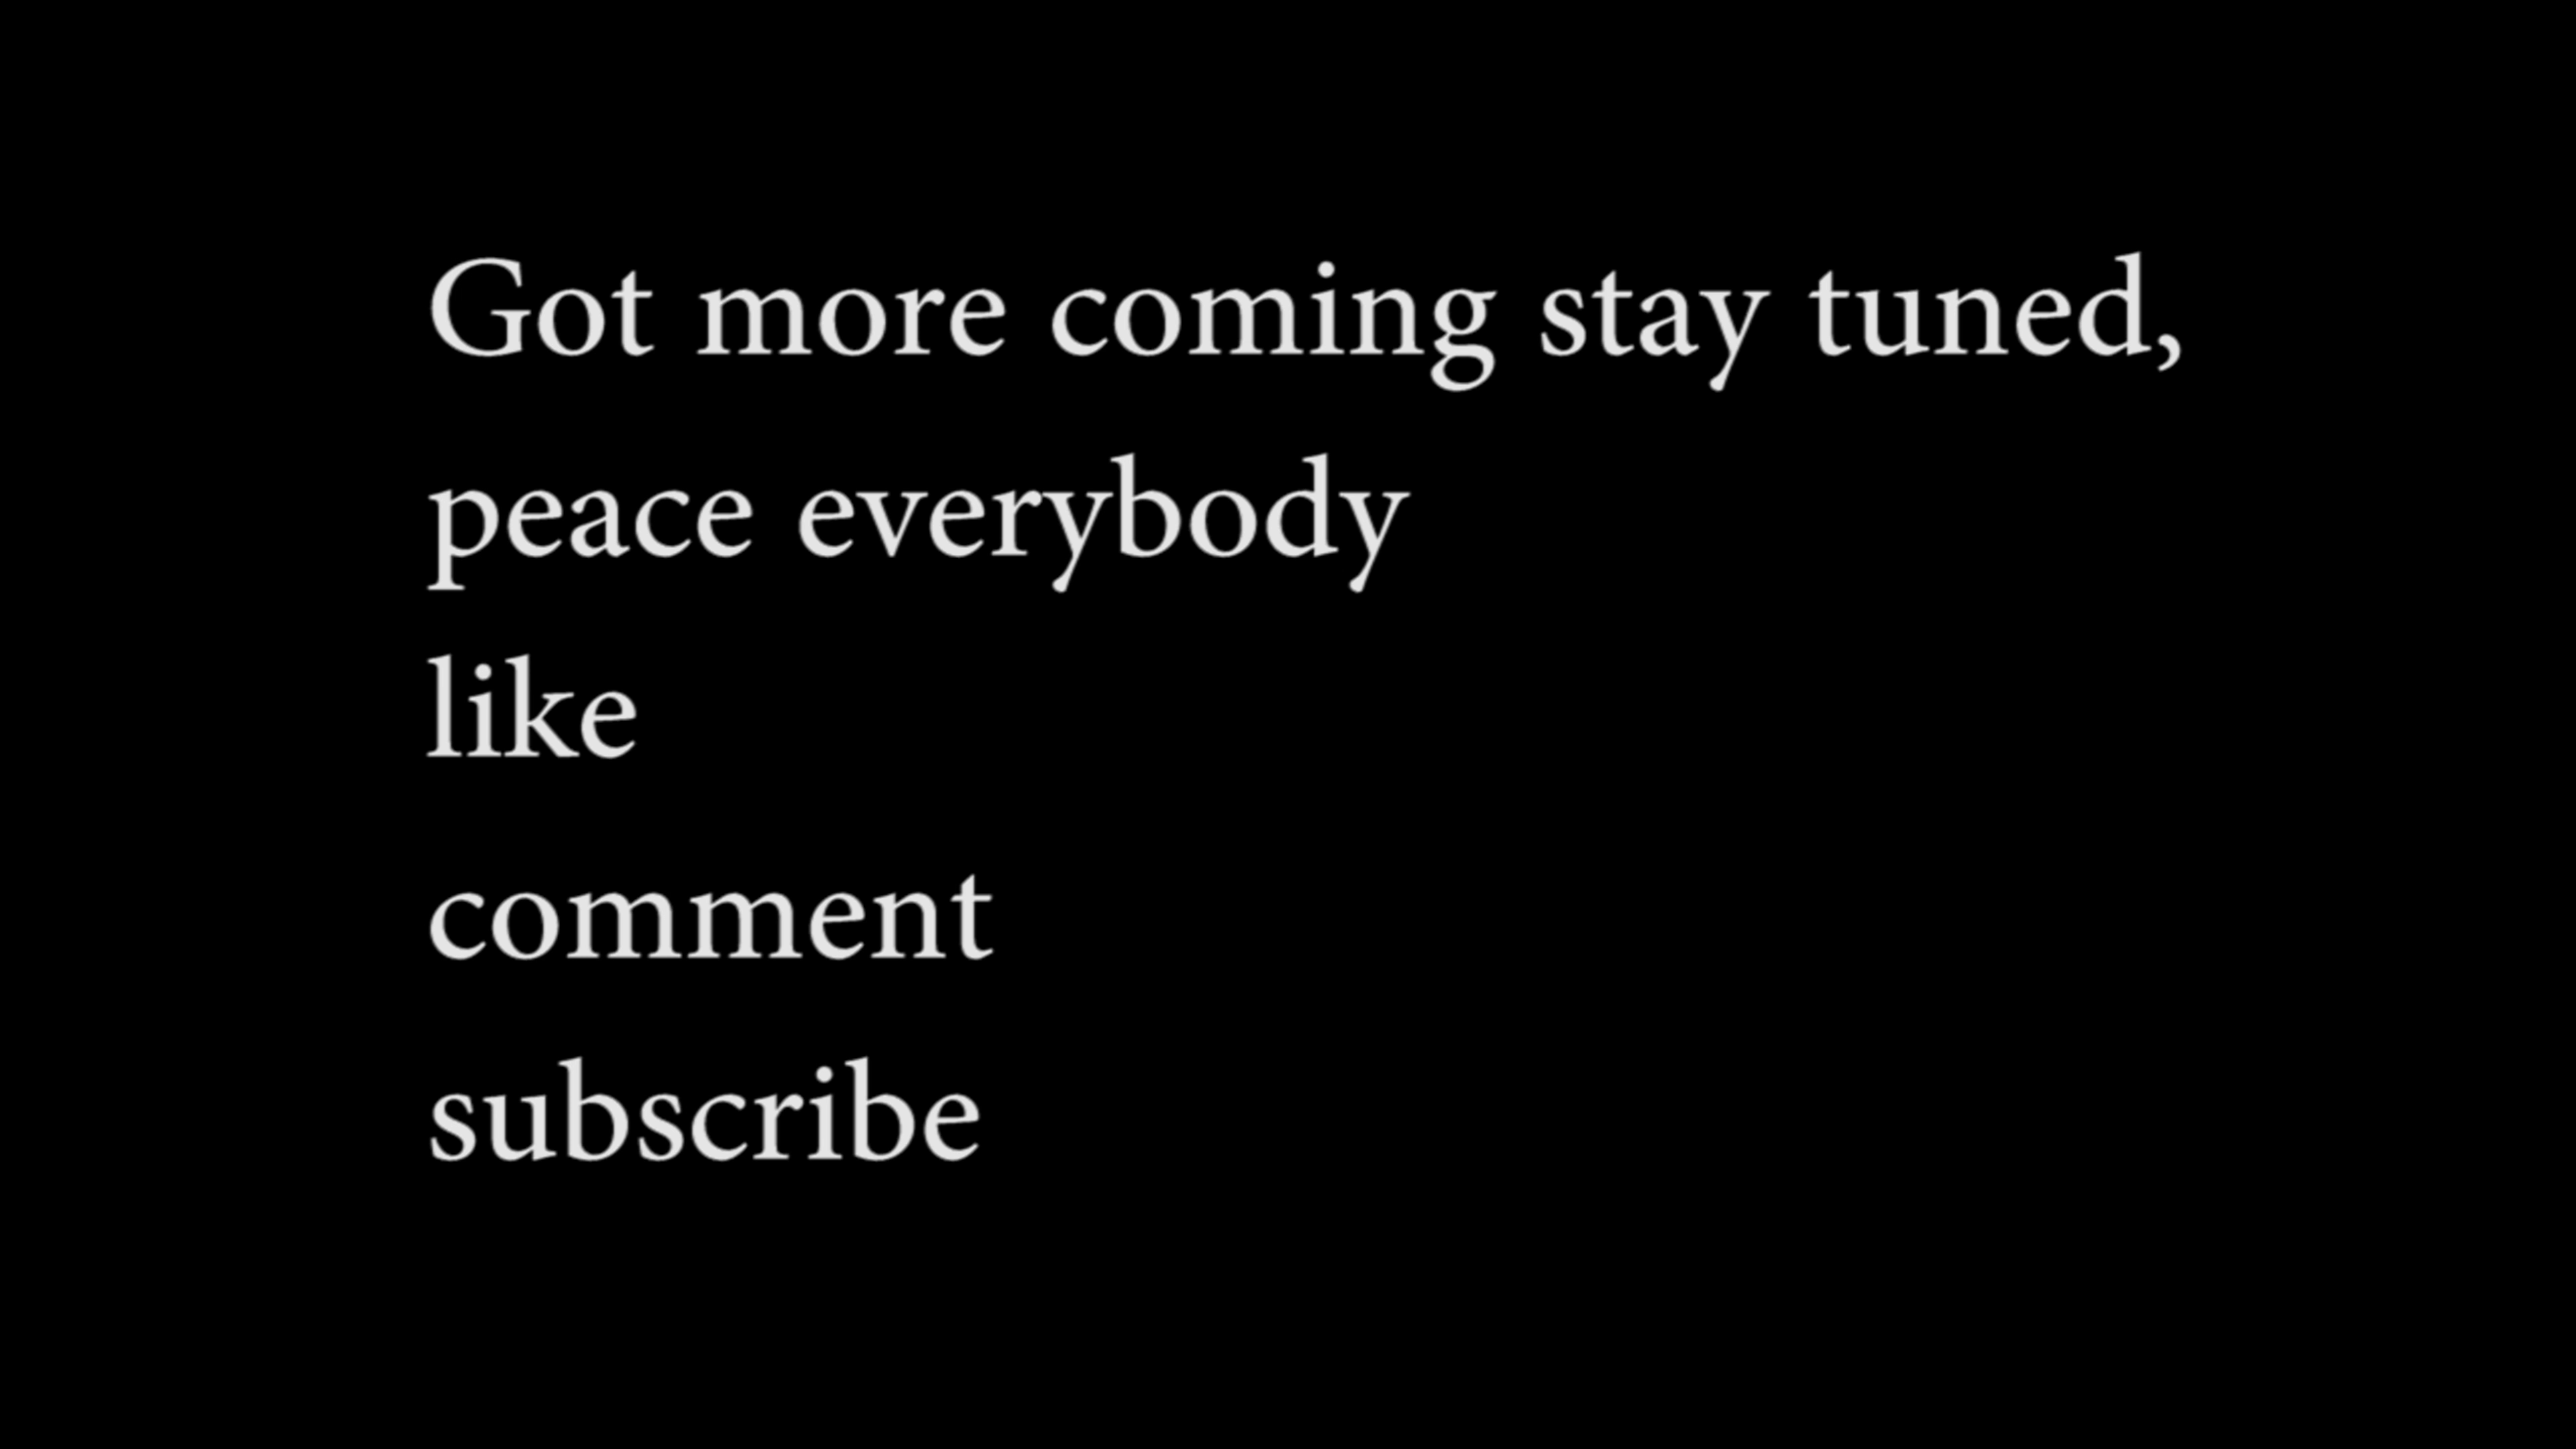 Got more coming stay tuned,
peace everybody
like
comment
subscribe